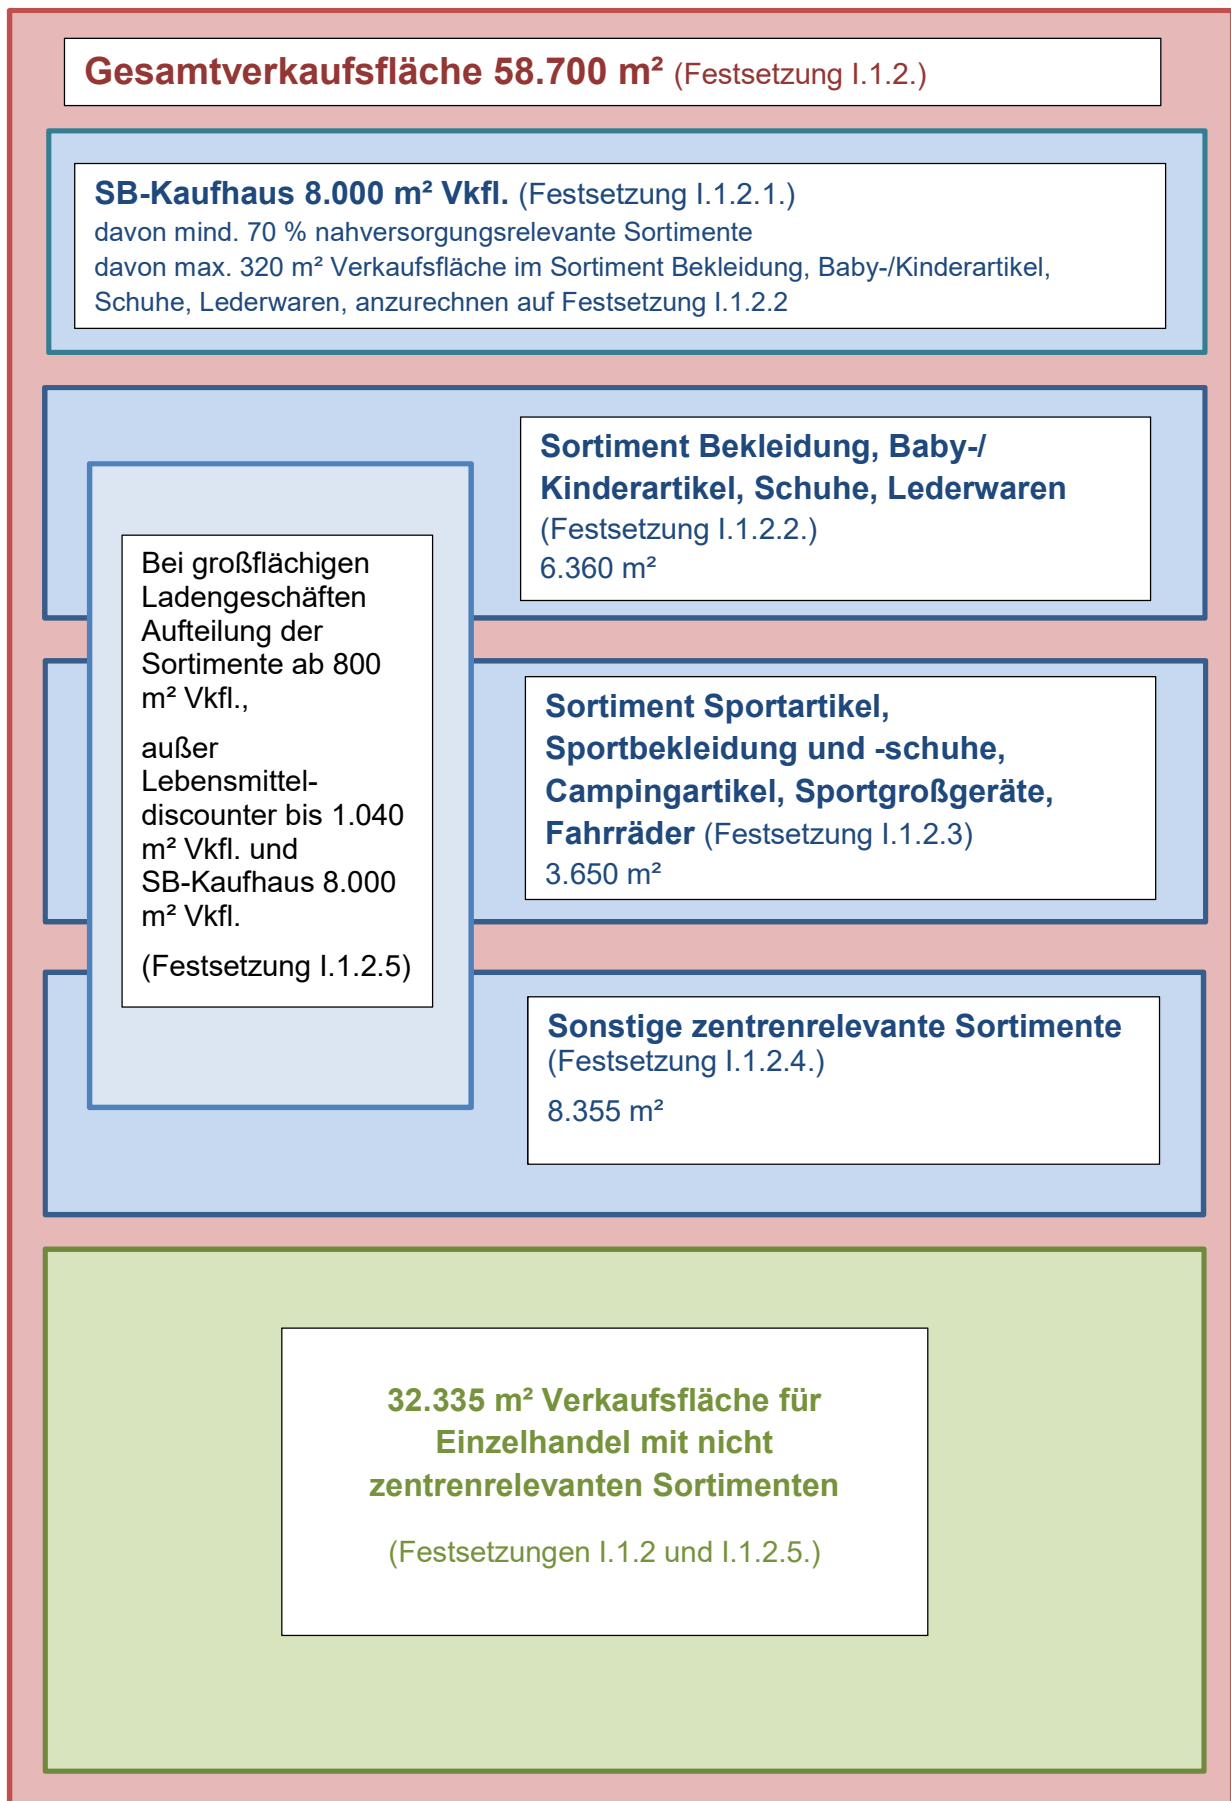 Gesamtverkaufsfläche 58.700 m² (Festsetzung I.1.2.)
SB-Kaufhaus 8.000 m² Vkfl. (Festsetzung I.1.2.1.)
davon mind. 70 % nahversorgungsrelevante Sortimente
davon max. 320 m² Verkaufsfläche im Sortiment Bekleidung, Baby-/Kinderartikel,
Schuhe, Lederwaren, anzurechnen auf Festsetzung I.1.2.2
Sortiment Bekleidung, Baby-/
Kinderartikel, Schuhe, Lederwaren
(Festsetzung I.1.2.2.)
6.360 m²
Bei großflächigen
Ladengeschäften
Aufteilung der
Sortimente ab 800
m² Vkfl.,
außer
Lebensmittel-
discounter bis 1.040
m² Vkfl. und
SB-Kaufhaus 8.000
m² Vkfl.
(Festsetzung I.1.2.5)
Sortiment Sportartikel,
Sportbekleidung und -schuhe,
Campingartikel, Sportgroßgeräte,
Fahrräder (Festsetzung I.1.2.3)
3.650 m²
Sonstige zentrenrelevante Sortimente
(Festsetzung I.1.2.4.)
8.355 m²
32.335 m² Verkaufsfläche für
Einzelhandel mit nicht
zentrenrelevanten Sortimenten
(Festsetzungen I.1.2 und I.1.2.5.)